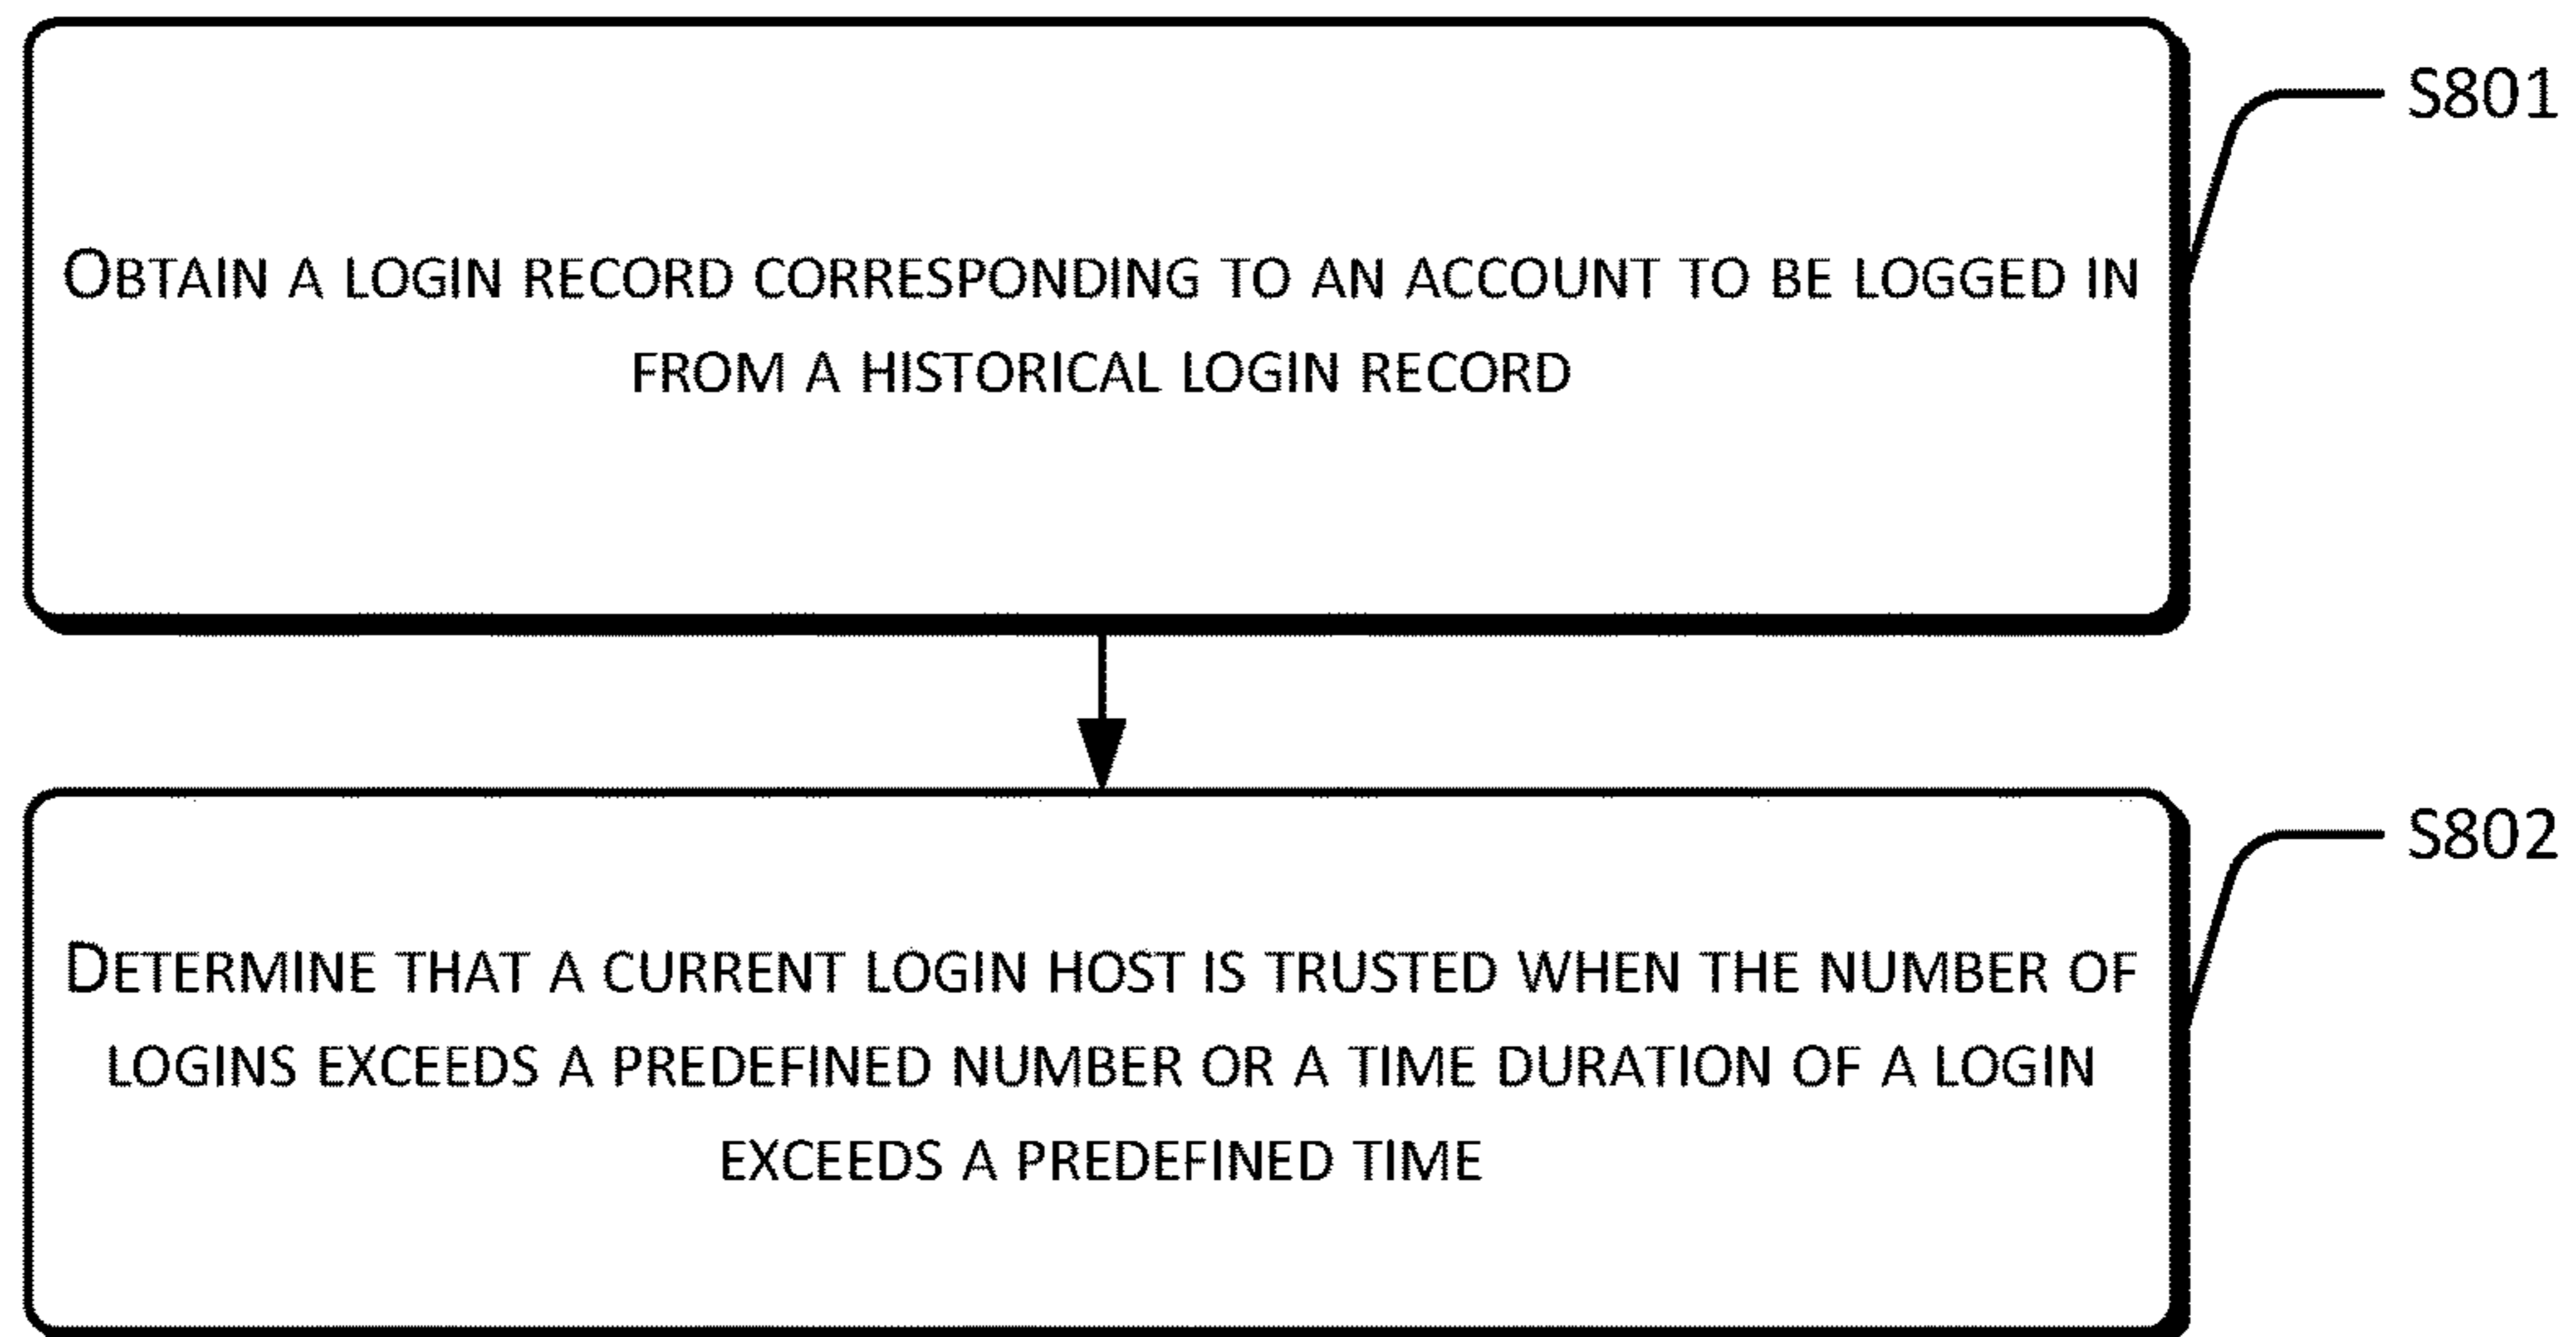 S801
OBTAIN A LOGIN RECORD CORRESPONDING TO AN ACCOUNT TO BE LOGGED IN
FROM A HISTORICAL LOGIN RECORD
S802
DETERMINE THAT A CURRENT LOGIN HOST IS TRUSTED WHEN THE NUMBER OF
LOGINS EXCEEDS A PREDEFINED NUMBER OR A TIME DURATION OF A LOGIN
EXCEEDS A PREDEFINED TIME